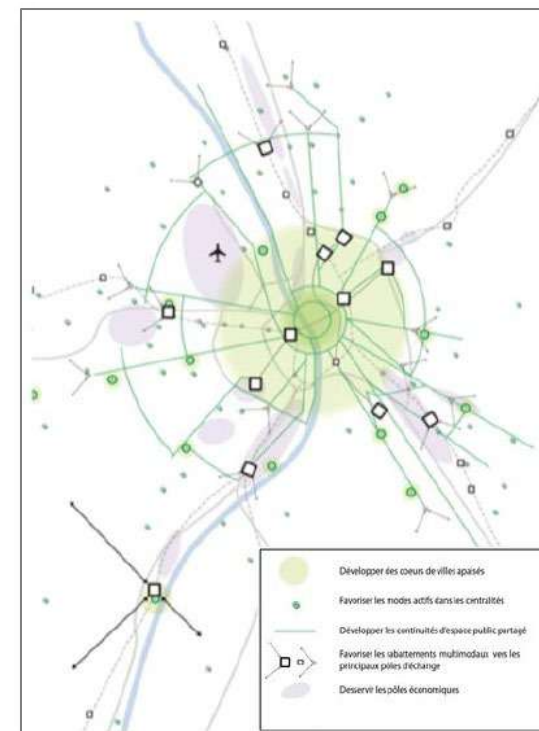 Développer des coeurs de villes apaisés
Favoriser les modes actifs dans les centralités
Développer les continuités d'espace public partagé
Favoriser les rabattements multimodaux vers les
principaux pôles d'échange
Desservir les pôles économiques